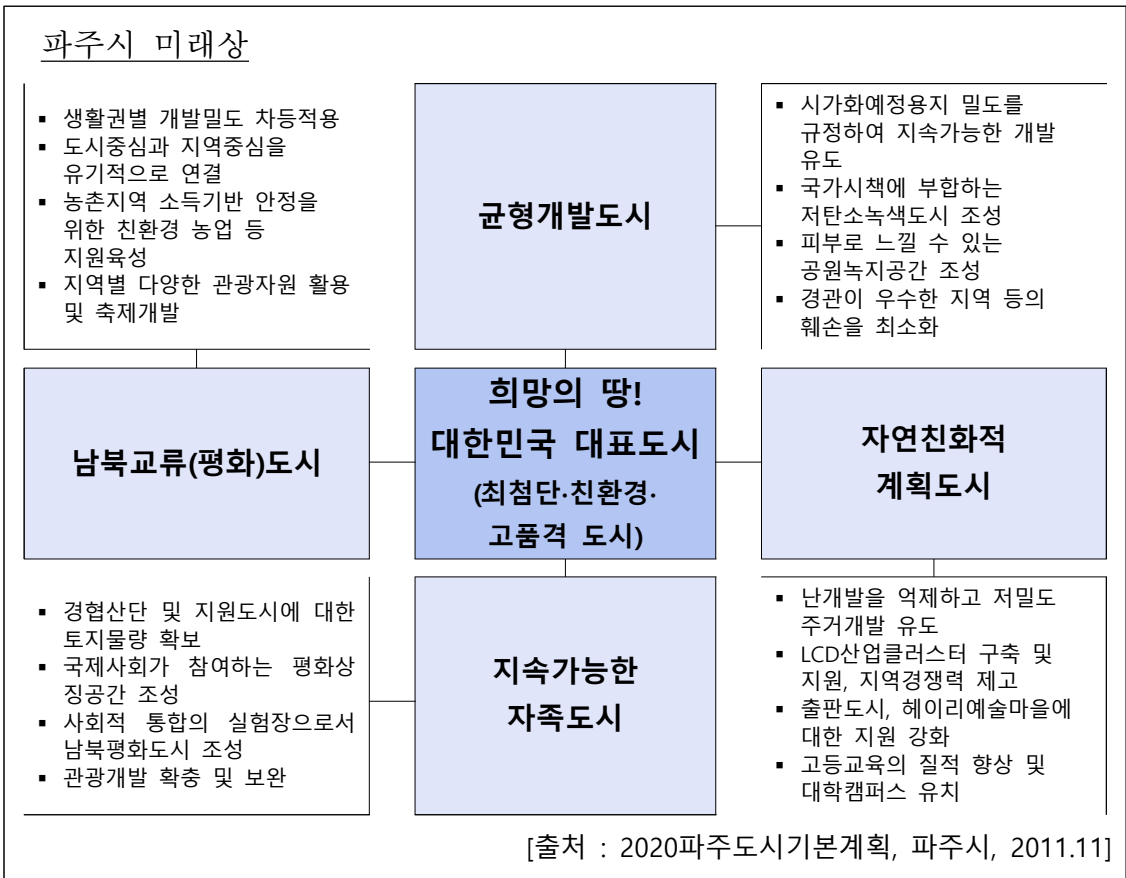 파주시 미래상
▪ 생활권별 개발밀도 차등적용
▪ 도시중심과 지역중심을
유기적으로 연결
▪ 농촌지역 소득기반 안정을
위한 친환경 농업 등
지원육성
▪ 지역별 다양한 관광자원 활용
및 축제개발
균형개발도시
▪ 시가화예정용지 밀도를
규정하여 지속가능한 개발
유도
▪ 국가시책에 부합하는
저탄소녹색도시 조성
▪ 피부로 느낄 수 있는
공원녹지공간 조성
▪ 경관이 우수한 지역 등의
훼손을 최소화
남북교류(평화)도시
희망의 땅!
대한민국 대표도시
(최첨단·친환경·
고품격 도시)
자연친화적
계획도시
▪ 경협산단 및 지원도시에 대한
토지물량 확보
▪ 국제사회가 참여하는 평화상
징공간 조성
▪ 사회적 통합의 실험장으로서
남북평화도시 조성
▪ 관광개발 확충 및 보완
지속가능한
자족도시
▪ 난개발을 억제하고 저밀도
주거개발 유도
▪ LCD산업클러스터 구축 및
지원, 지역경쟁력 제고
▪ 출판도시, 헤이리예술마을에
대한 지원 강화
▪ 고등교육의 질적 향상 및
대학캠퍼스 유치
[출처 : 2020파주도시기본계획, 파주시, 2011.11]